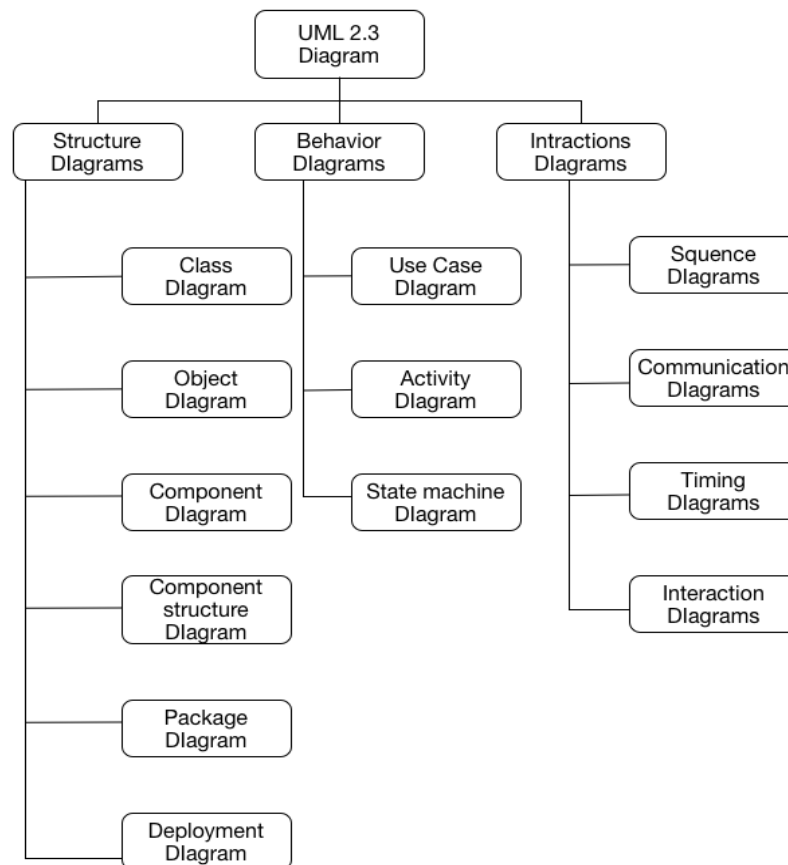 UML 2.3
Diagram
Structure
DIagrams
Behavior
DIagrams
Intractions
DIagrams
Class
DIagram
Object
DIagram
Component
DIagram
Component
structure
DIagram
Package
DIagram
Deployment
DIagram
Use Case
DIagram
Activity
DIagram
State machine
DIagram
Squence
DIagrams
Communication
DIagrams
Timing
DIagrams
Interaction
DIagrams